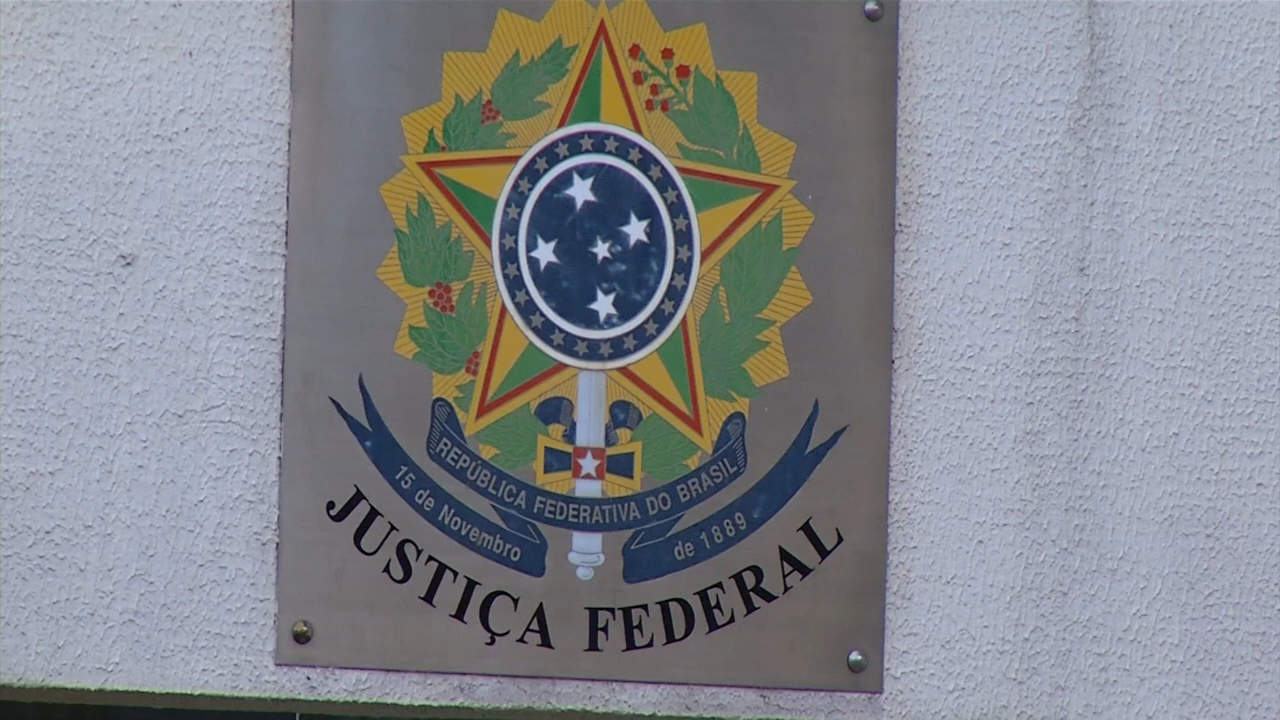 REPÚBLICA FEDERATIVA DO BRASIL
15 de Novembro de 1889
JUSTIÇA FEDERAL